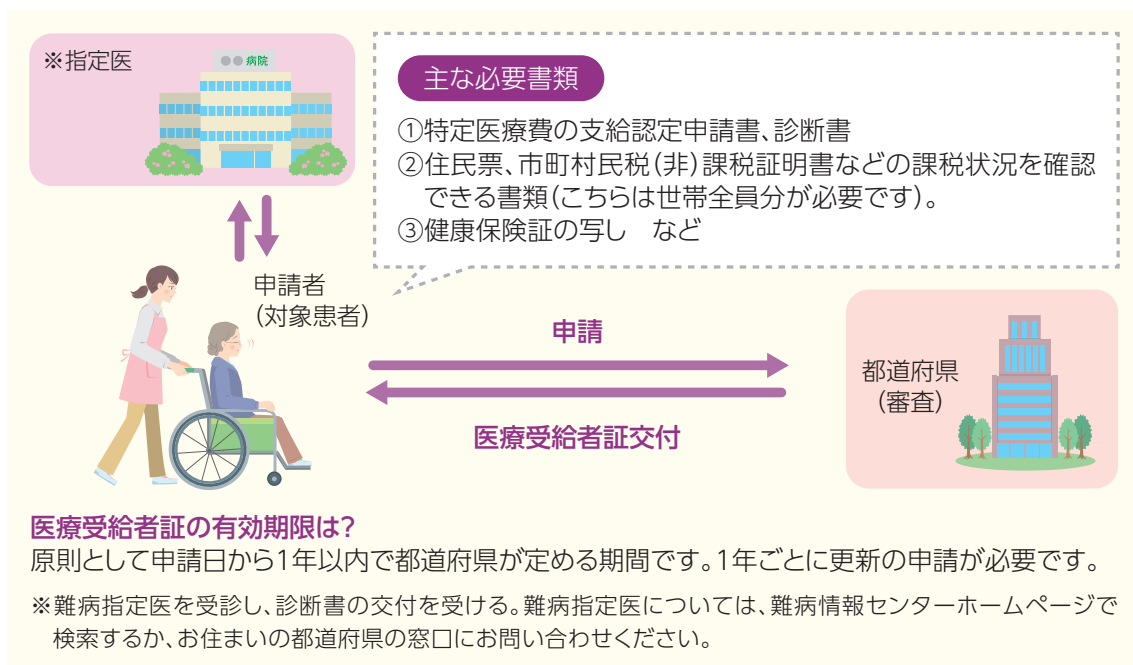 ※指定医
●●病院
主な必要書類
①特定医療費の支給認定申請書、診断書
②住民票、市町村民税(非)課税証明書などの課税状況を確認
できる書類(こちらは世帯全員分が必要です)。
③健康保険証の写し　など
申請者
(対象患者)
申請
医療受給者証交付
都道府県
(審査)
医療受給者証の有効期限は?
原則として申請日から1年以内で都道府県が定める期間です。1年ごとに更新の申請が必要です。
※難病指定医を受診し、診断書の交付を受ける。難病指定医については、難病情報センターホームページで
検索するか、お住まいの都道府県の窓口にお問い合わせください。